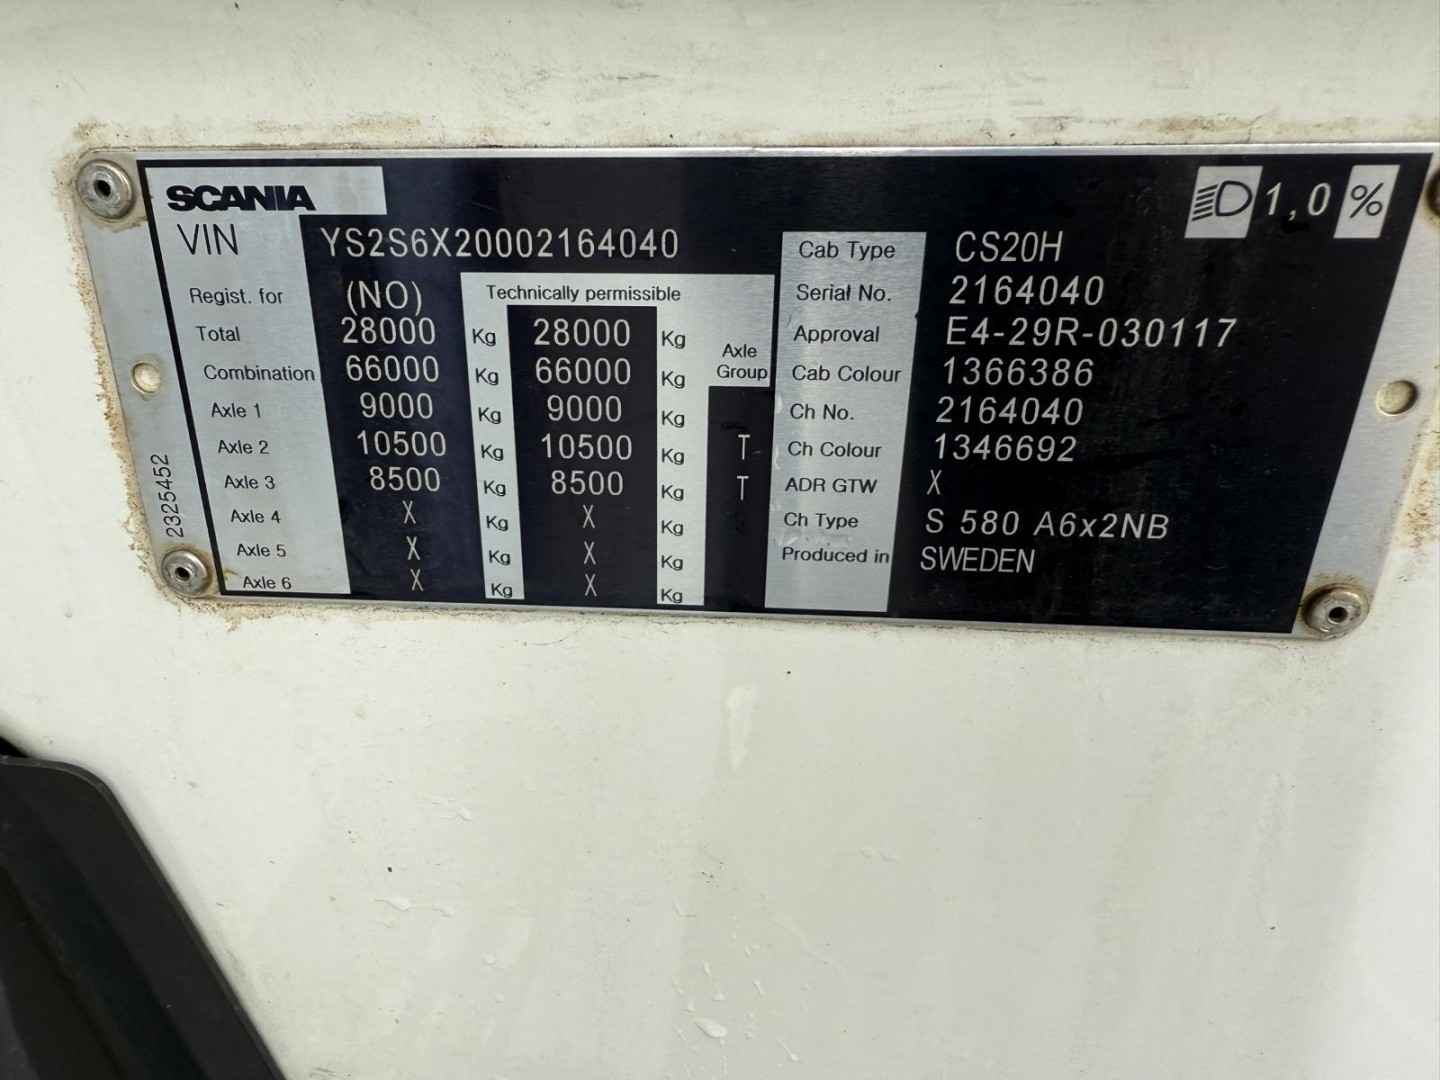 SCANIA
1,0 %
VIN YS2S6X20002164040
Regist. for (NO) Technically permissible
Total 28000 Kg 28000 Kg
Combination 66000 Kg 66000 Kg Axle Group
Axle 1 9000 Kg 9000 Kg
Axle 2 10500 Kg 10500 Kg T
Axle 3 8500 Kg 8500 Kg T
Axle 4 X Kg X Kg
Axle 5 X Kg X Kg
Axle 6 X Kg X Kg
Cab Type CS20H
Serial No. 2164040
Approval E4-29R-030117
Cab Colour 1366386
Ch No. 2164040
Ch Colour 1346692
ADR GTW X
Ch Type S 580 A6x2NB
Produced in SWEDEN
2325452